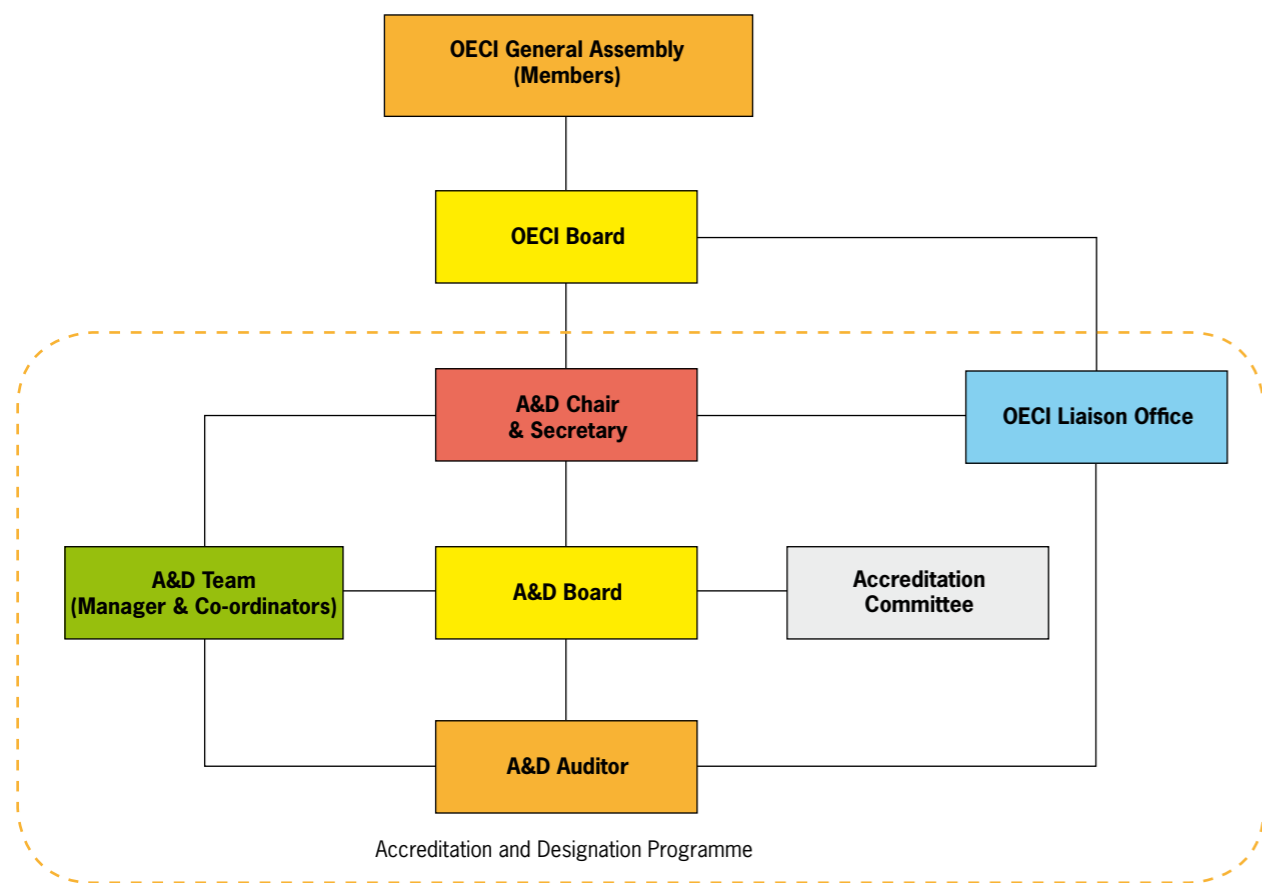 OECI General Assembly
(Members)
OECI Board
A&D Chair
& Secretary
OECI Liaison Office
A&D Team
(Manager & Co-ordinators)
A&D Board
Accreditation
Committee
A&D Auditor
Accreditation and Designation Programme